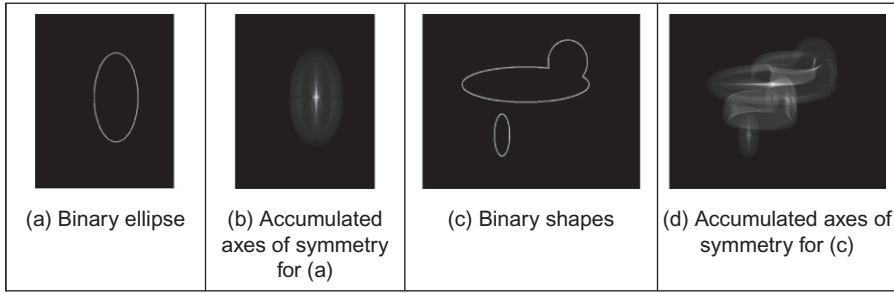 (a) Binary ellipse
(b) Accumulated
axes of symmetry
for (a)
(c) Binary shapes
(d) Accumulated axes of
symmetry for (c)